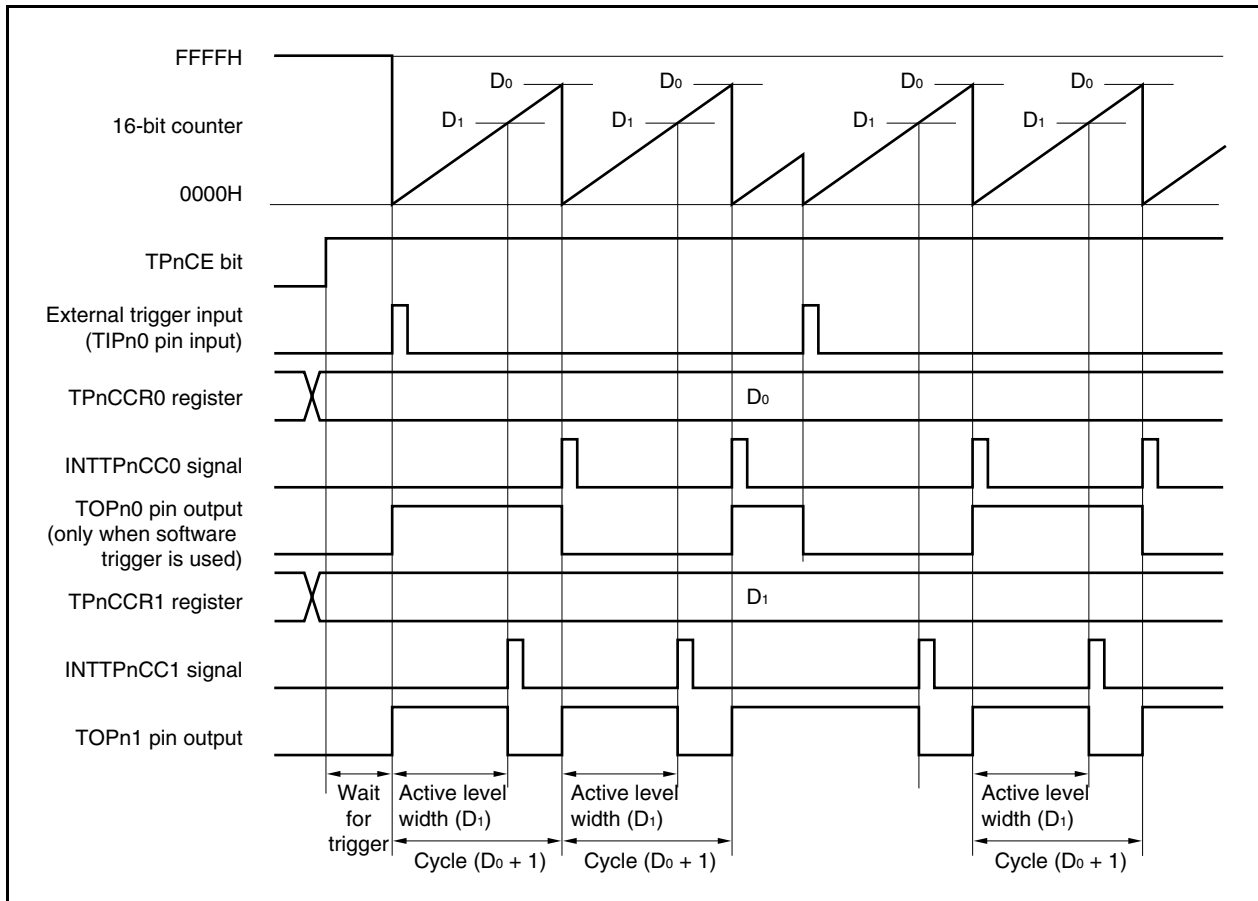 FFFFH
D0 D0 D0 D0
16-bit counter
D1 D1 D1 D1
0000H
TPnCE bit
External trigger input
(TIPn0 pin input)
TPnCCR0 register
D0
INTTPnCC0 signal
TOPn0 pin output
(only when software
trigger is used)
TPnCCR1 register
D1
INTTPnCC1 signal
TOPn1 pin output
Wait
for
trigger
Active level
width (D1)
Active level
width (D1)
Active level
width (D1)
Cycle (D0 + 1)
Cycle (D0 + 1)
Cycle (D0 + 1)